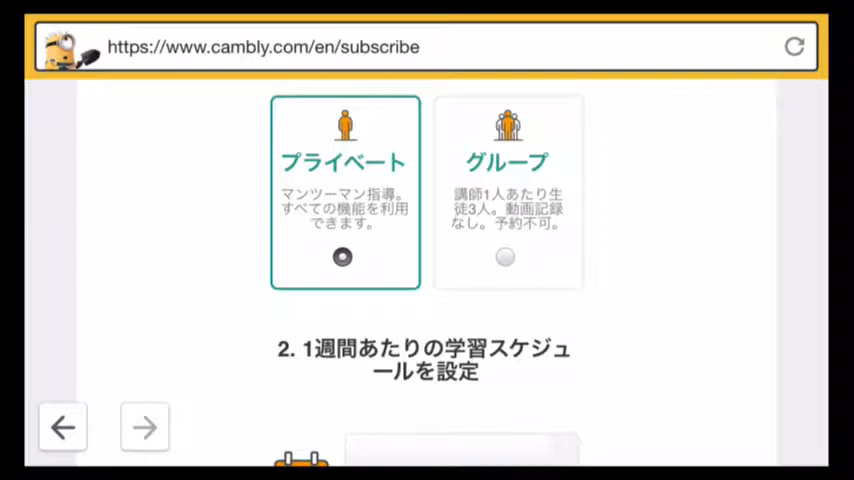 https://www.cambly.com/en/subscribe
プライベート
マンツーマン指導。
すべての機能を利用
できます。
グループ
講師1人あたり生
徒3人。動画記録
なし。予約不可。
2. 1週間あたりの学習スケジュ
ールを設定